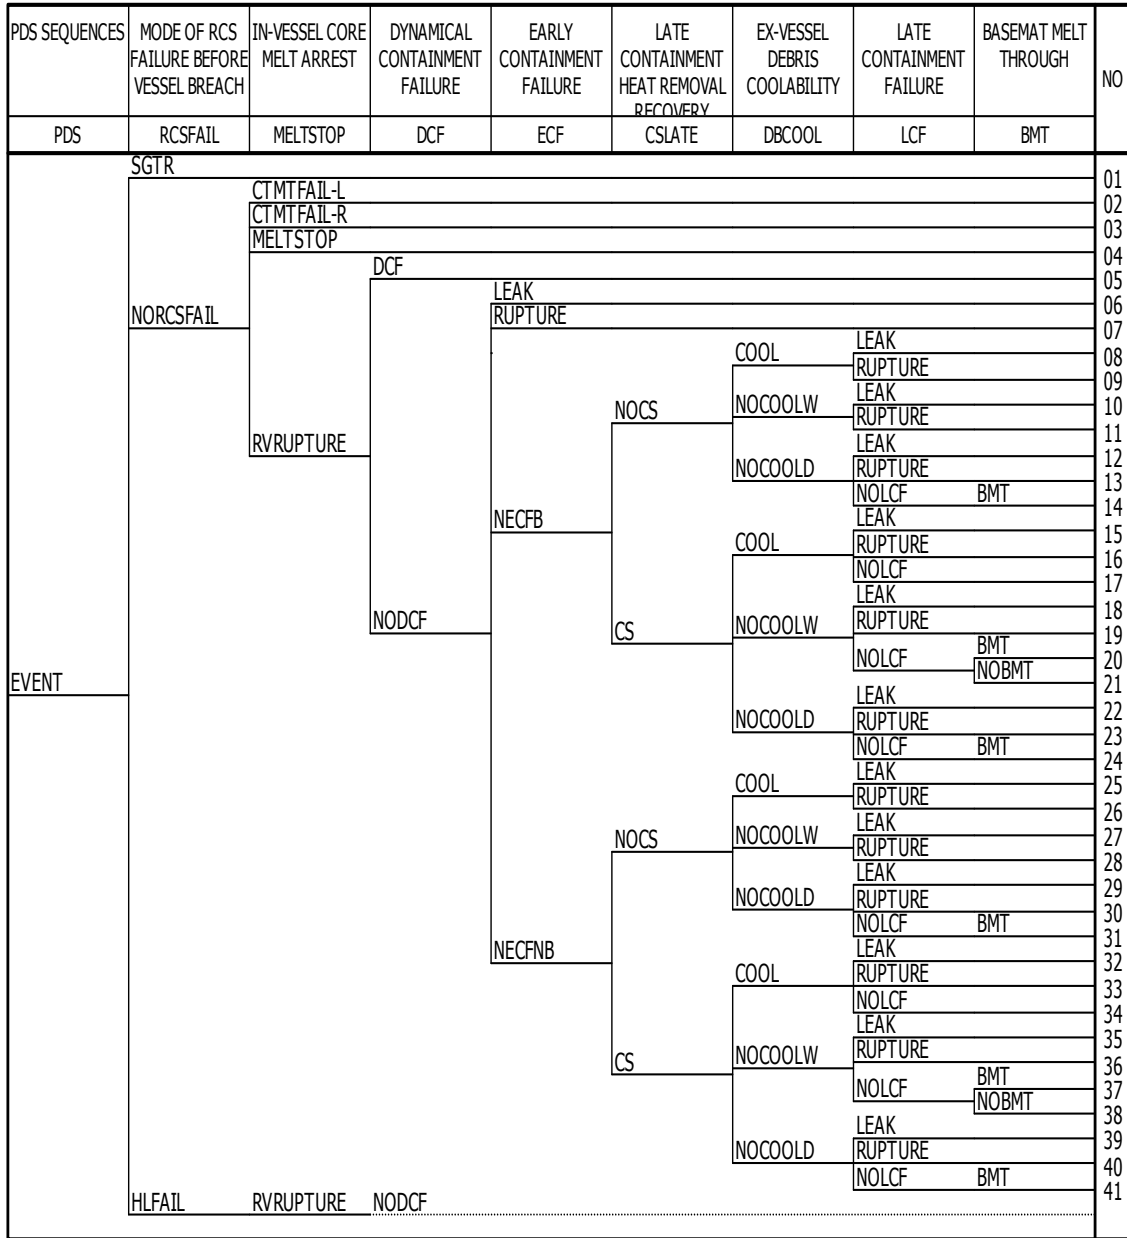 PDS SEQUENCES
MODE OF RCS
FAILURE BEFORE
VESSEL BREACH
IN-VESSEL CORE
MELT ARREST
DYNAMICAL
CONTAINMENT
FAILURE
EARLY
CONTAINMENT
FAILURE
LATE
CONTAINMENT
HEAT REMOVAL
RECOVERY
EX-VESSEL
DEBRIS
COOLABILITY
LATE
CONTAINMENT
FAILURE
BASEMAT MELT
THROUGH
NO
PDS
RCSFAIL
MELTSTOP
DCF
ECF
CSLATE
DBCOOL
LCF
BMT
SGTR
01
CTMTFAIL-L
02
CTMTFAIL-R
03
MELTSTOP
04
DCF
05
LEAK
06
NORCSFAIL
RUPTURE
07
COOL
LEAK
08
RUPTURE
09
NOCS
NOCOOLW
LEAK
10
RUPTURE
11
RVRUPTURE
LEAK
12
NOCOOLD
RUPTURE
13
NOLCF
BMT
14
NECFB
LEAK
15
COOL
RUPTURE
16
NOLCF
17
LEAK
18
NODCF
CS
NOCOOLW
RUPTURE
19
NOLCF
BMT
20
NOBMT
21
EVENT
LEAK
22
NOCOOLD
RUPTURE
23
NOLCF
BMT
24
COOL
LEAK
25
RUPTURE
26
NOCS
NOCOOLW
LEAK
27
RUPTURE
28
LEAK
29
NOCOOLD
RUPTURE
30
NOLCF
BMT
31
NECFNB
LEAK
32
COOL
RUPTURE
33
NOLCF
34
LEAK
35
CS
NOCOOLW
RUPTURE
36
NOLCF
BMT
37
NOBMT
38
LEAK
39
NOCOOLD
RUPTURE
40
NOLCF
BMT
41
HLFAIL
RVRUPTURE
NODCF